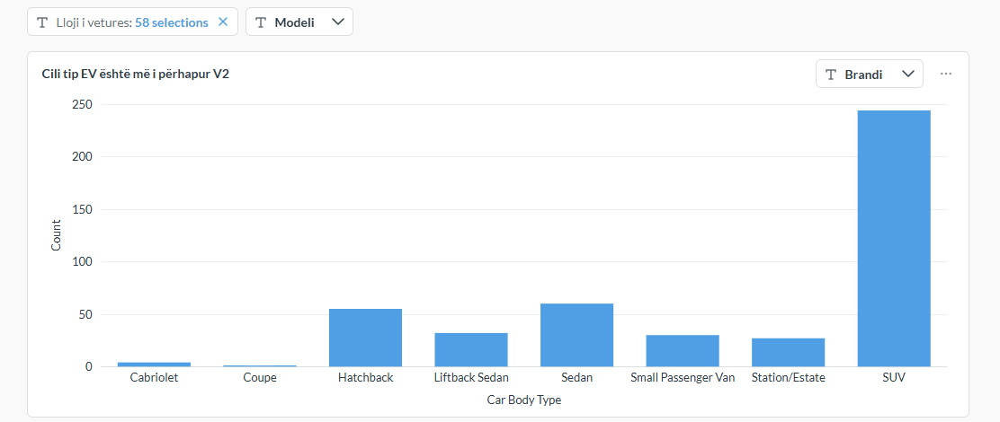 Lloji i vetures: 58 selections
Modeli
Cili tip EV është më i përhapur V2
Brandi
250
200
150
100
50
0
Count
Cabriolet
Coupe
Hatchback
Liftback Sedan
Sedan
Small Passenger Van
Station/Estate
SUV
Car Body Type